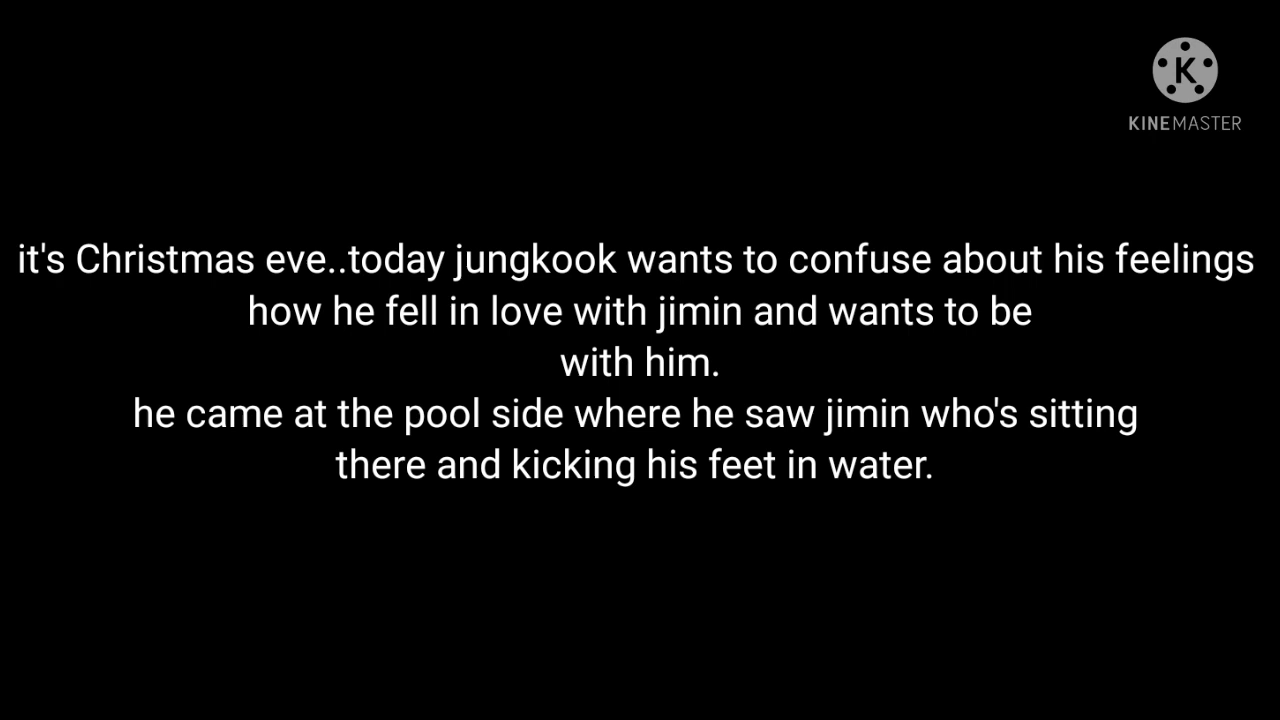 K
KINEMASTER
it's Christmas eve..today jungkook wants to confuse about his feelings
how he fell in love with jimin and wants to be
with him.
he came at the pool side where he saw jimin who's sitting
there and kicking his feet in water.